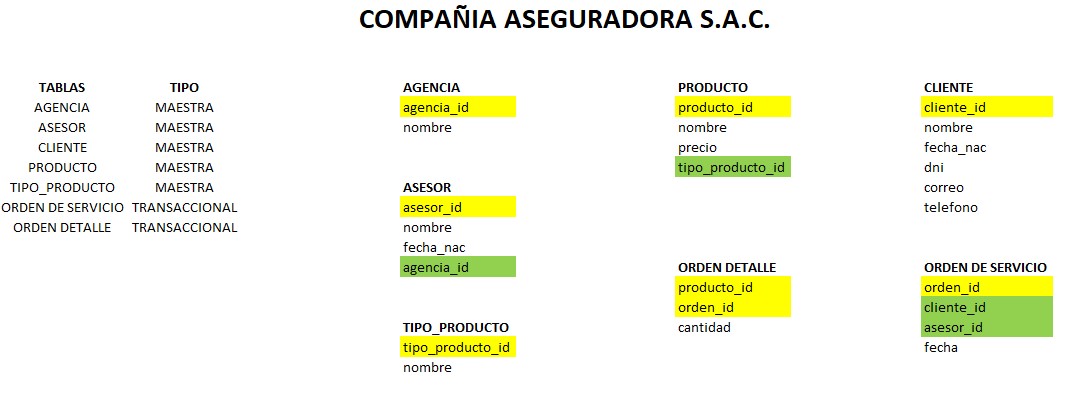 COMPAÑIA ASEGURADORA S.A.C.
TABLAS TIPO
AGENCIA MAESTRA
ASESOR MAESTRA
CLIENTE MAESTRA
PRODUCTO MAESTRA
TIPO_PRODUCTO MAESTRA
ORDEN DE SERVICIO TRANSACCIONAL
ORDEN DETALLE TRANSACCIONAL
AGENCIA
agencia_id
nombre
ASESOR
asesor_id
nombre
fecha_nac
agencia_id
TIPO_PRODUCTO
tipo_producto_id
nombre
PRODUCTO
producto_id
nombre
precio
tipo_producto_id
ORDEN DETALLE
producto_id
orden_id
cantidad
CLIENTE
cliente_id
nombre
fecha_nac
dni
correo
telefono
ORDEN DE SERVICIO
orden_id
cliente_id
asesor_id
fecha